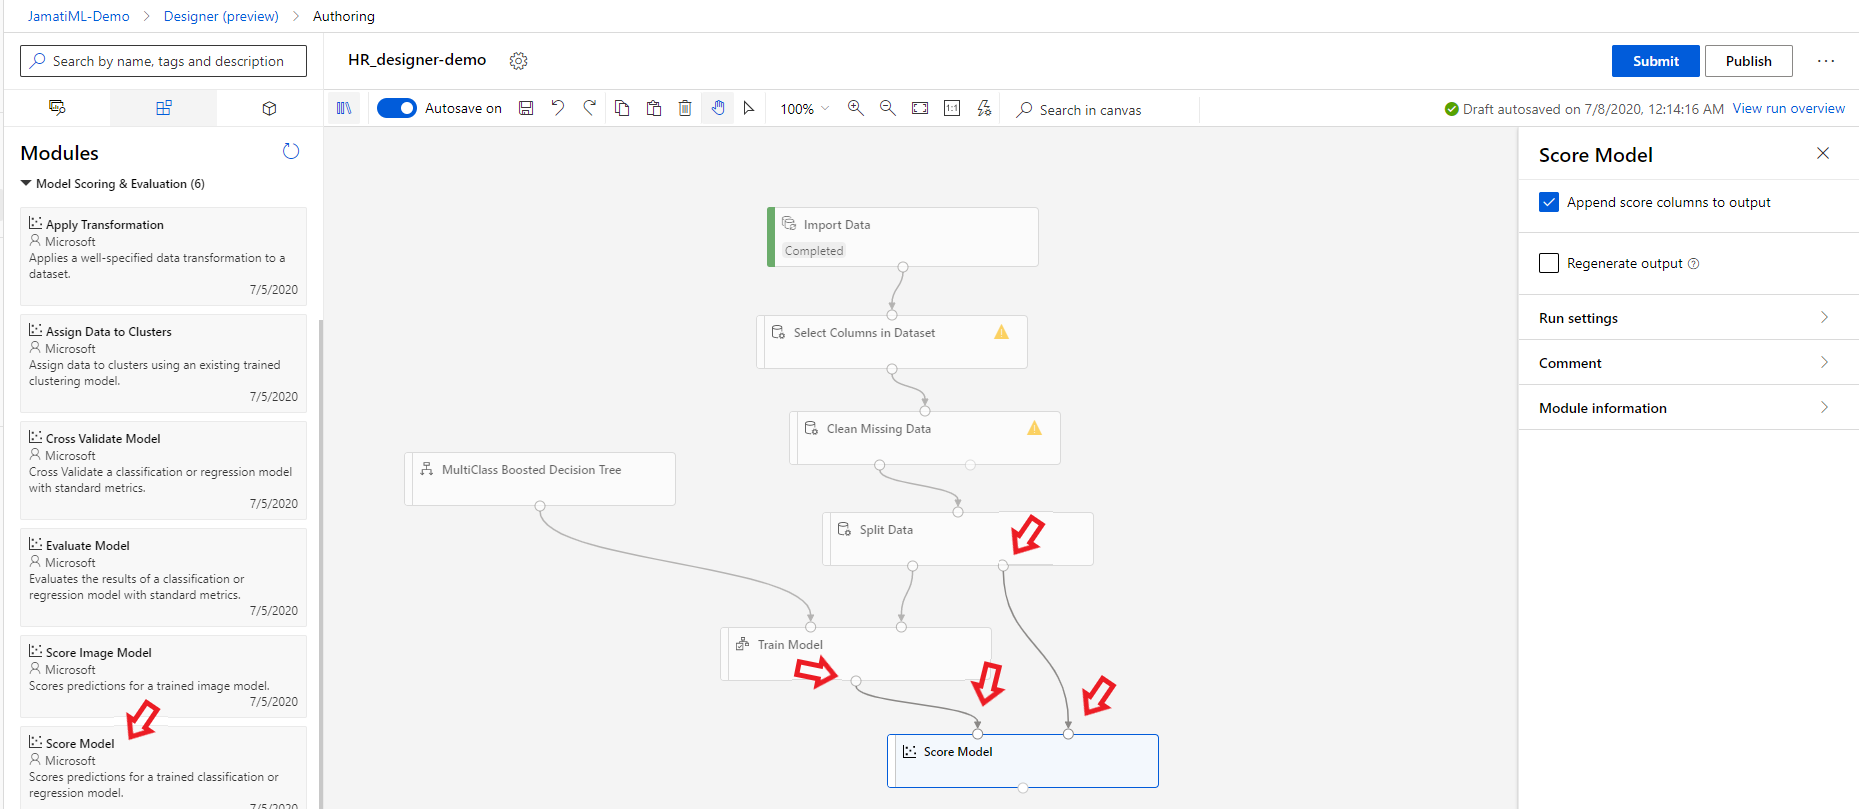 JamatiML-Demo > Designer (preview) > Authoring
Search by name, tags and description
HR_designer-demo
Submit
Publish
Autosave on
100%
1:1
Search in canvas
Draft autosaved on 7/8/2020, 12:14:16 AM
View run overview
Modules
Model Scoring & Evaluation (6)
Apply Transformation
Microsoft
Applies a well-specified data transformation to a
dataset.
7/5/2020
Assign Data to Clusters
Microsoft
Assign data to clusters using an existing trained
clustering model.
7/5/2020
Cross Validate Model
Microsoft
Cross Validate a classification or regression model
with standard metrics.
7/5/2020
Evaluate Model
Microsoft
Evaluates the results of a classification or
regression model with standard metrics.
7/5/2020
Score Image Model
Microsoft
Scores predictions for a trained image model.
7/5/2020
Score Model
Microsoft
Scores predictions for a trained classification or
regression model.
7/5/2020
Import Data
Completed
Select Columns in Dataset
Clean Missing Data
MultiClass Boosted Decision Tree
Split Data
Train Model
Score Model
Score Model
Append score columns to output
Regenerate output
Run settings
Comment
Module information